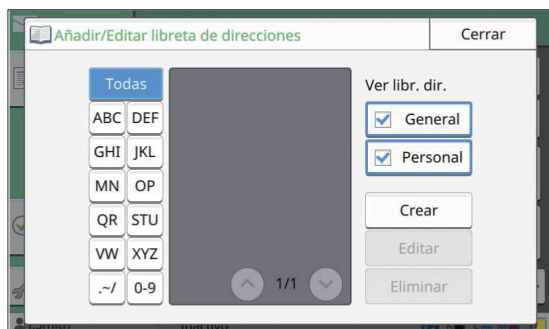 Añadir/Editar libreta de direcciones
Cerrar
Todas
Ver libr. dir.
ABC DEF
General
GHI JKL
Personal
MN OP
QR STU
Crear
VW XYZ
Editar
.~/ 0-9
1/1
Eliminar